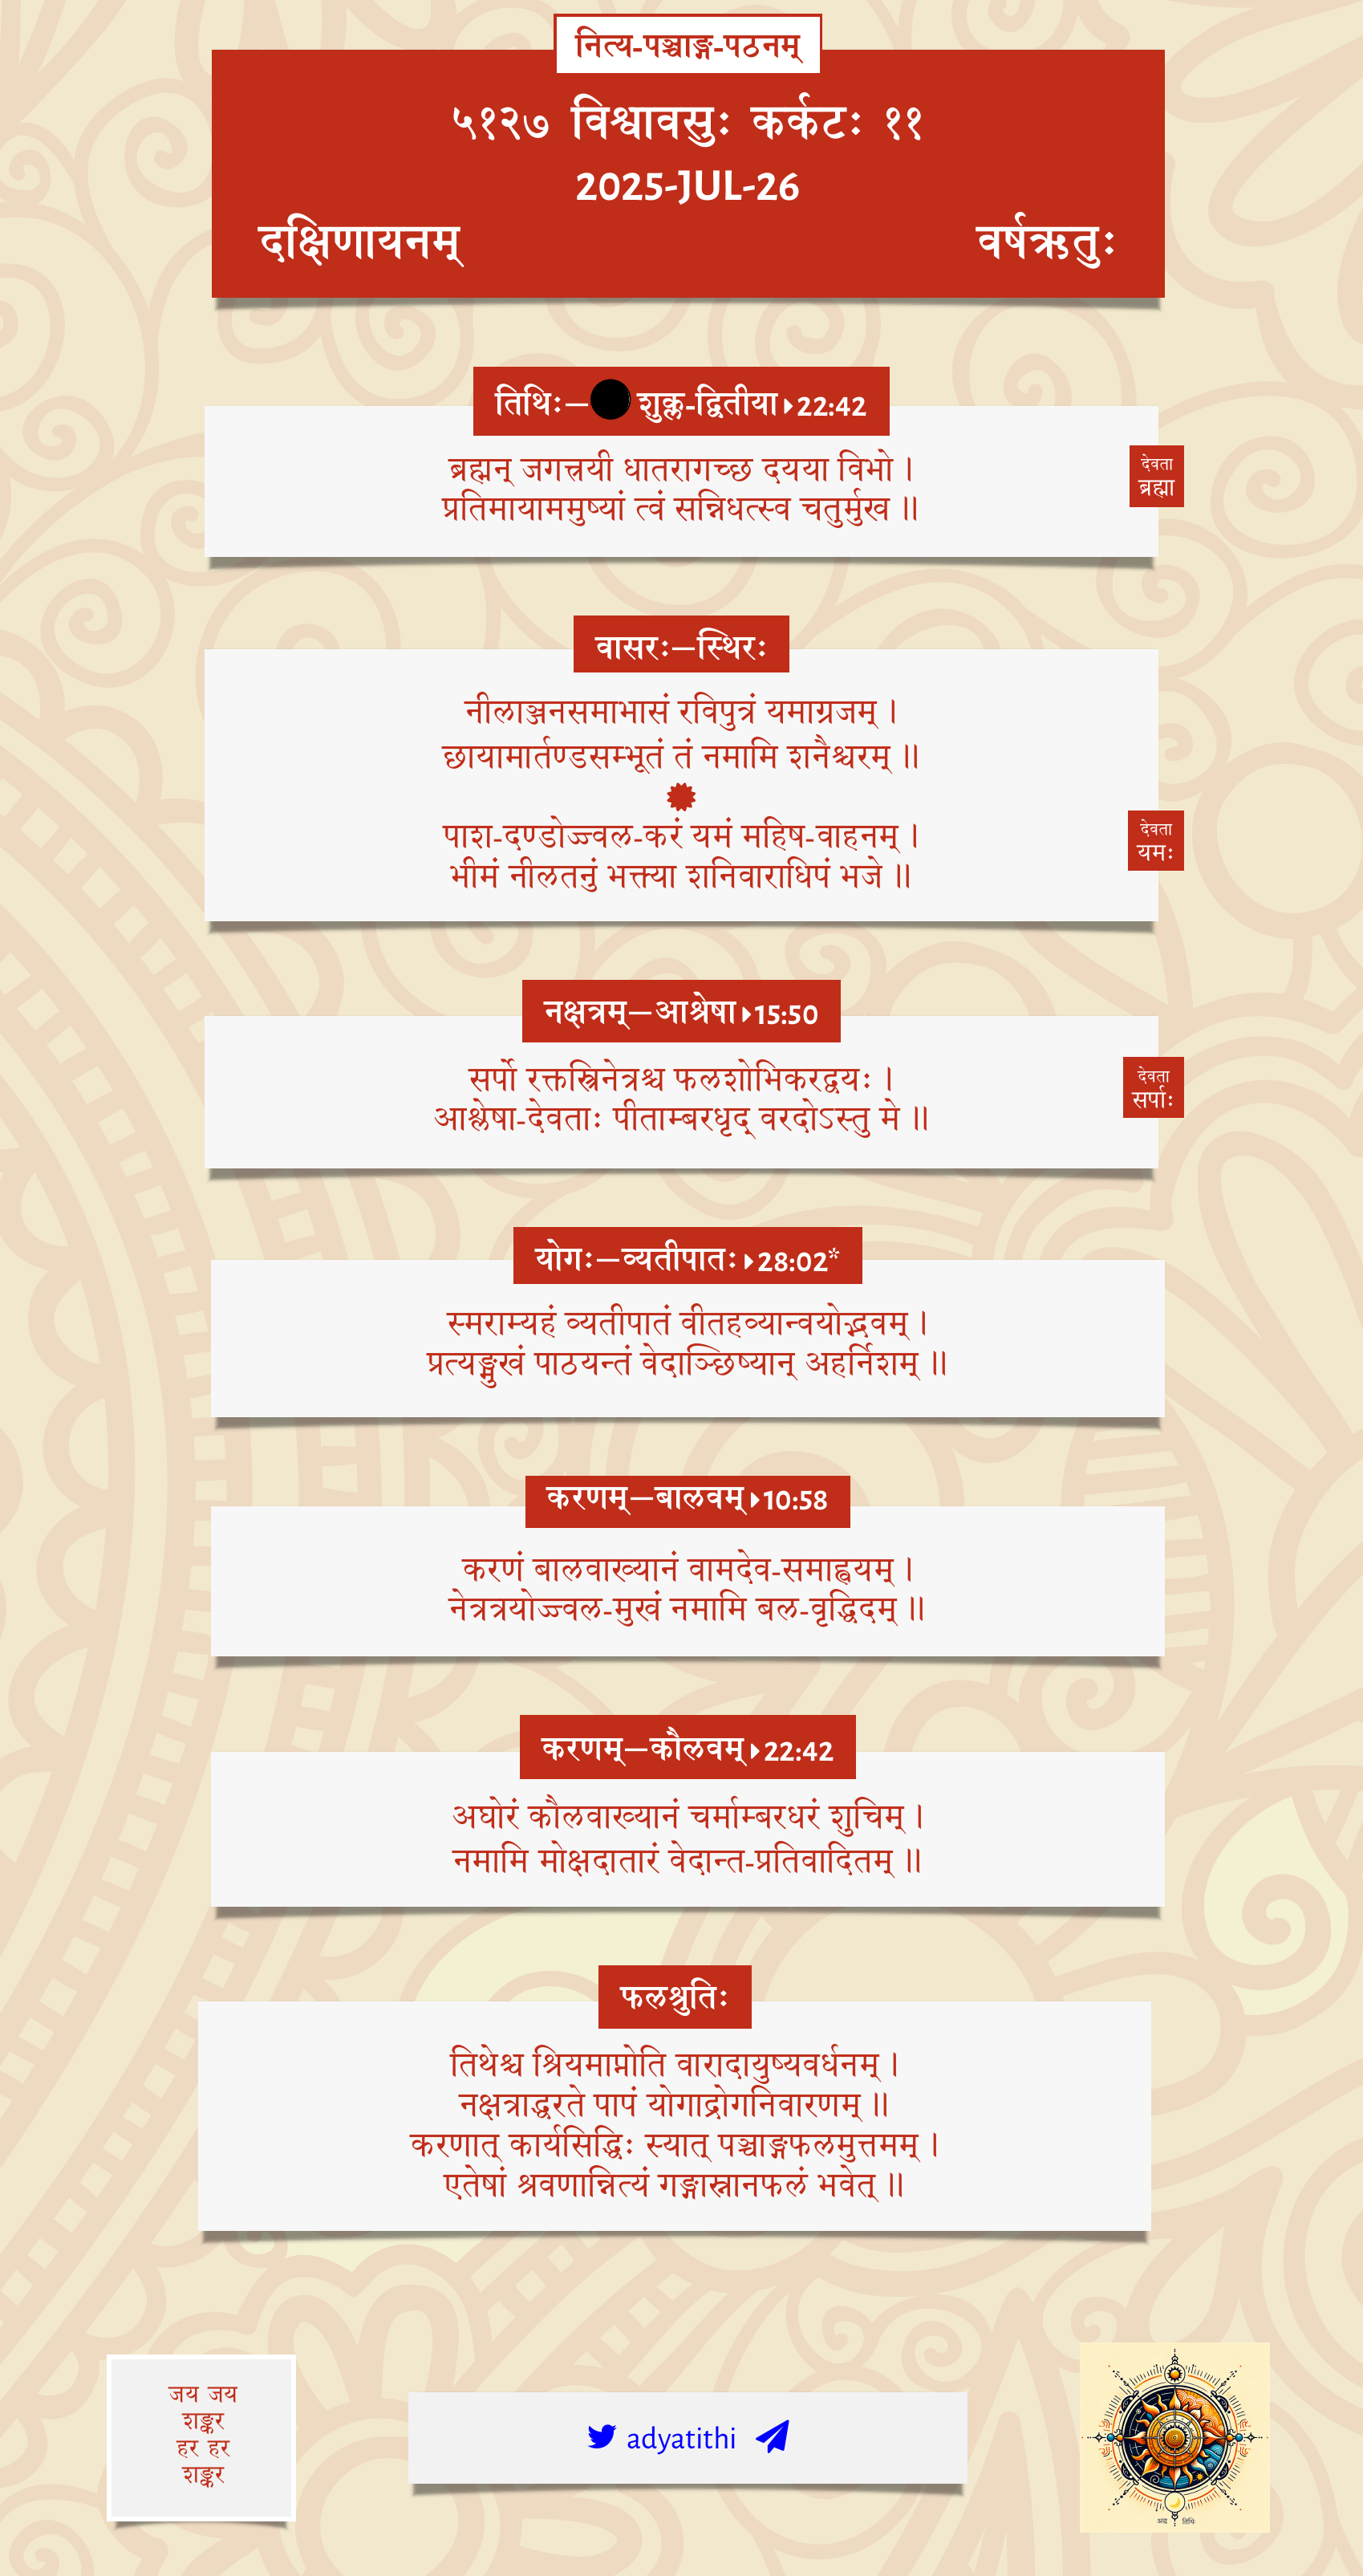 नित्य-पञ्चाङ्ग-पठनम्
५१२७ विश्वावसुः कर्कटः ११
2025-JUL-26
दक्षिणायनम् वर्षऋतुः
तिथिः—शुक्ल-द्वितीया 22:42
ब्रह्मन् जगत्त्रयी धातरागच्छ दयया विभो ।
प्रतिमायाममुष्यां त्वं सन्निधत्स्व चतुर्मुख ॥
देवता
ब्रह्मा
वासरः—स्थिरः
नीलाञ्जनसमाभासं रविपुत्रं यमाग्रजम् ।
छायामार्तण्डसम्भूतं तं नमामि शनैश्चरम् ॥
पाश-दण्डोज्ज्वल-करं यमं महिष-वाहनम् ।
भीमं नीलतनुं भक्त्या शनिवाराधिपं भजे ॥
देवता
यमः
नक्षत्रम्—आश्रेषा 15:50
सर्पो रक्तस्त्रिनेत्रश्च फलशोभिकरद्वयः ।
आश्लेषा-देवताः पीताम्बरधृद् वरदोऽस्तु मे ॥
देवता
सर्पाः
योगः—व्यतीपातः 28:02*
स्मराम्यहं व्यतीपातं वीतहव्यान्वयोद्भवम् ।
प्रत्यङ्मुखं पाठयन्तं वेदाञ्छिष्यान् अहर्निशम् ॥
करणम्—बालवम् 10:58
करणं बालवाख्यानं वामदेव-समाह्वयम् ।
नेत्रत्रयोज्ज्वल-मुखं नमामि बल-वृद्धिदम् ॥
करणम्—कौलवम् 22:42
अघोरं कौलवाख्यानं चर्माम्बरधरं शुचिम् ।
नमामि मोक्षदातारं वेदान्त-प्रतिवादितम् ॥
फलश्रुतिः
तिथेश्च श्रियमाप्नोति वारादायुष्यवर्धनम् ।
नक्षत्राद्धरते पापं योगाद्रोगनिवारणम् ॥
करणात् कार्यसिद्धिः स्यात् पञ्चाङ्गफलमुत्तमम् ।
एतेषां श्रवणान्नित्यं गङ्गास्नानफलं भवेत् ॥
जय जय
शङ्कर
हर हर
शङ्कर
adyatithi
अद्य तिथिः